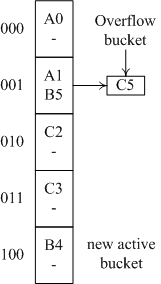 000
A0
-
Overflow
bucket
001
A1
B5
C5
010
C2
-
011
C3
-
100
B4
-
new active
bucket